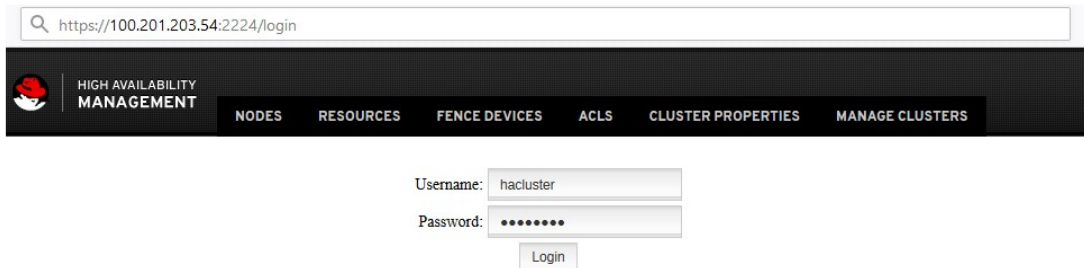 https://100.201.203.54:2224/login
HIGH AVAILABILITY
MANAGEMENT
NODES RESOURCES FENCE DEVICES ACLS CLUSTER PROPERTIES MANAGE CLUSTERS
Username: hacluster
Password: ••••••••
Login